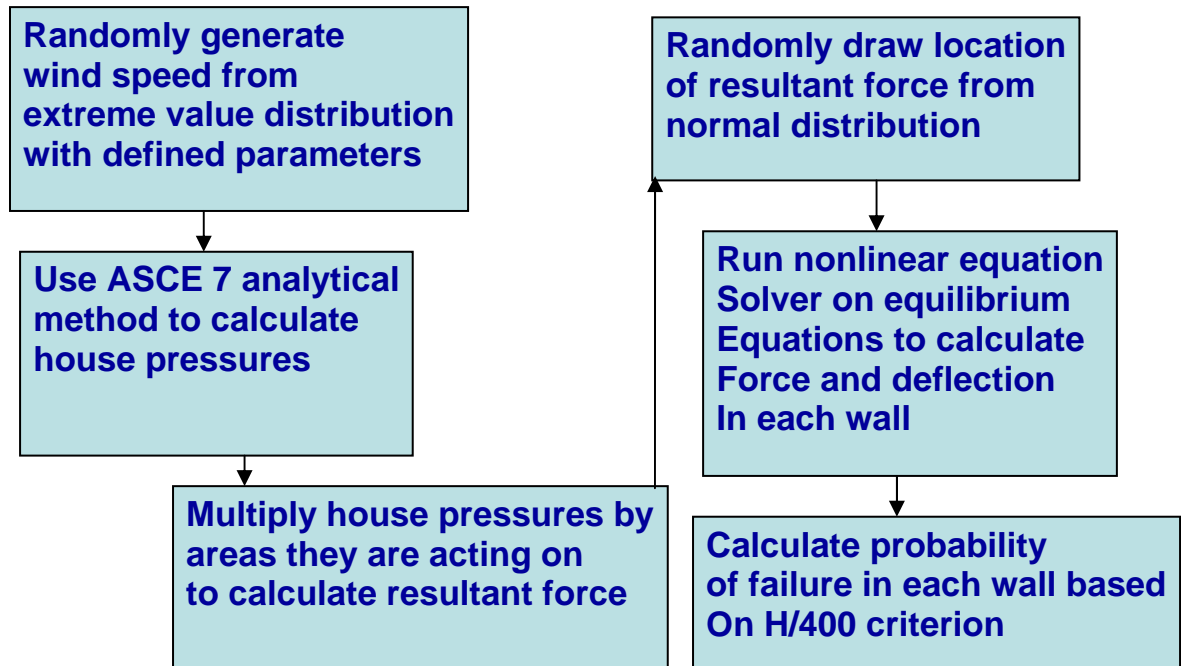 Randomly generate
wind speed from
extreme value distribution
with defined parameters
Use ASCE 7 analytical
method to calculate
house pressures
Multiply house pressures by
areas they are acting on
to calculate resultant force
Randomly draw location
of resultant force from
normal distribution
Run nonlinear equation
Solver on equilibrium
Equations to calculate
Force and deflection
In each wall
Calculate probability
of failure in each wall based
On H/400 criterion